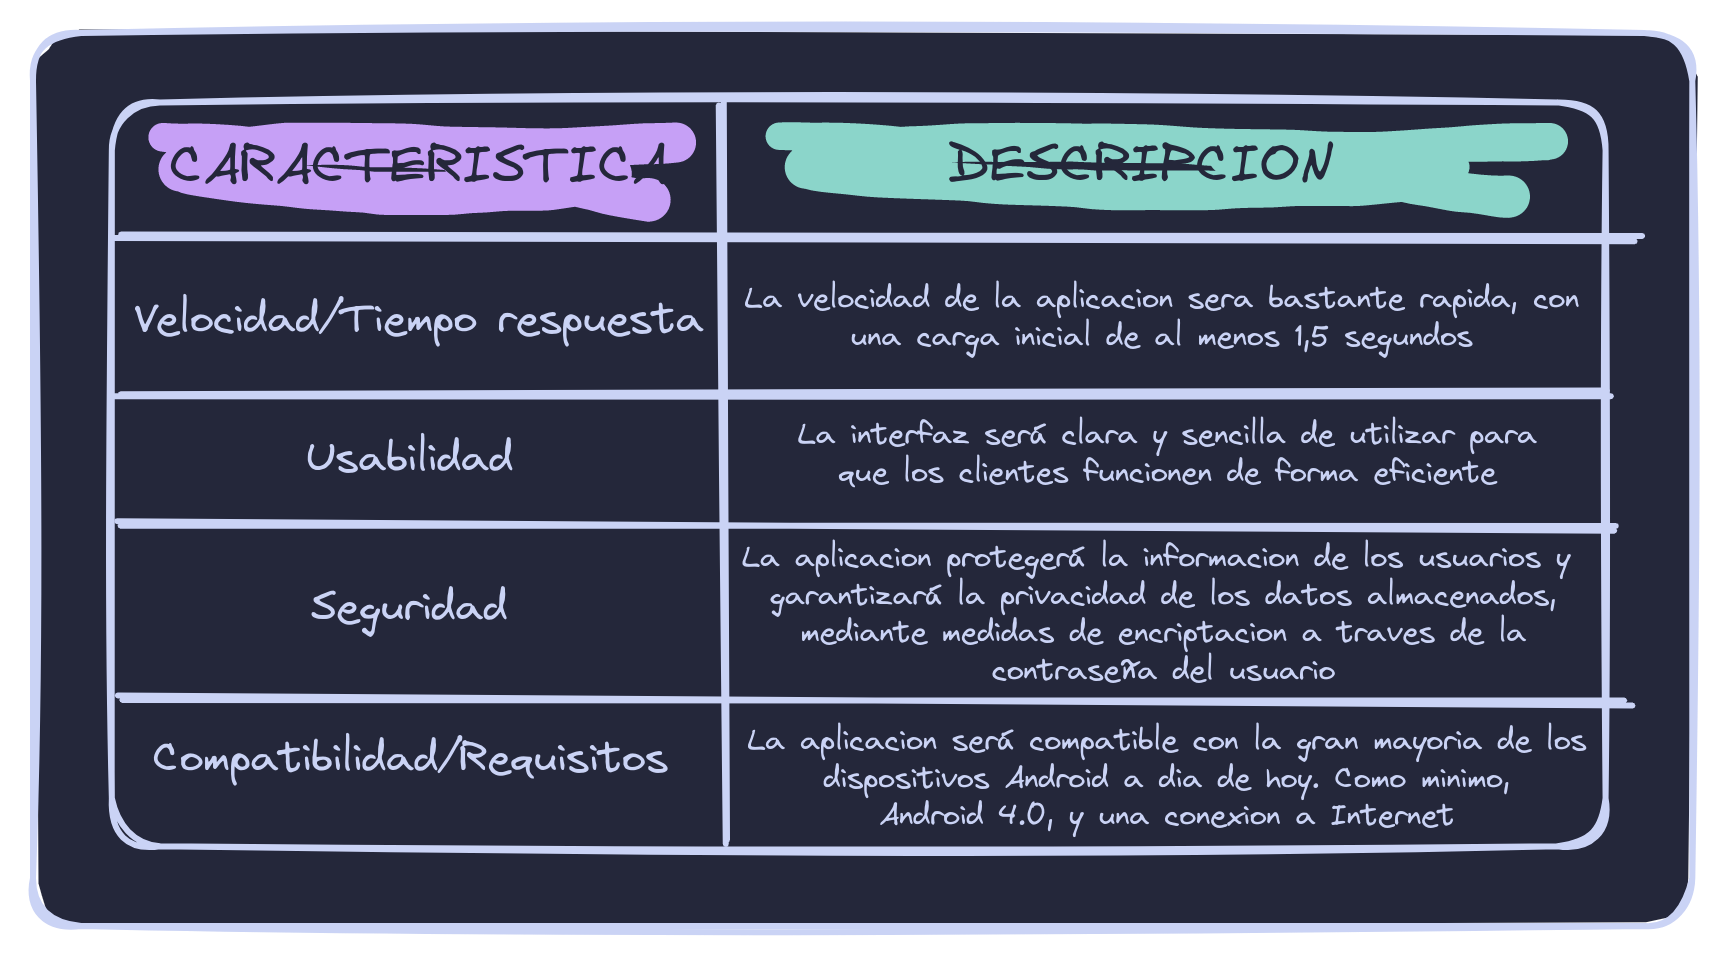 CARACTERISTICA
DESCRIPCION
Velocidad/Tiempo respuesta
La velocidad de la aplicacion sera bastante rapida, con
una carga inicial de al menos 1,5 segundos
Usabilidad
La interfaz será clara y sencilla de utilizar para
que los clientes funcionen de forma eficiente
Seguridad
La aplicacion protegerá la informacion de los usuarios y
garantizará la privacidad de los datos almacenados,
mediante medidas de encriptacion a traves de la
contraseña del usuario
Compatibilidad/Requisitos
La aplicacion será compatible con la gran mayoria de los
dispositivos Android a dia de hoy. Como minimo,
Android 4.0, y una conexion a Internet